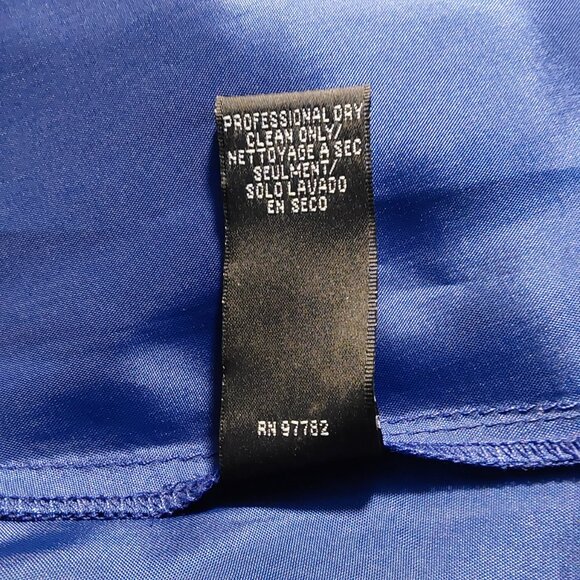 PROFESSIONAL DRY
CLEAN ONLY/
NETTOYAGE A SEC
SEULMENT/
SOLO LAVADO
EN SECO
RN 97782